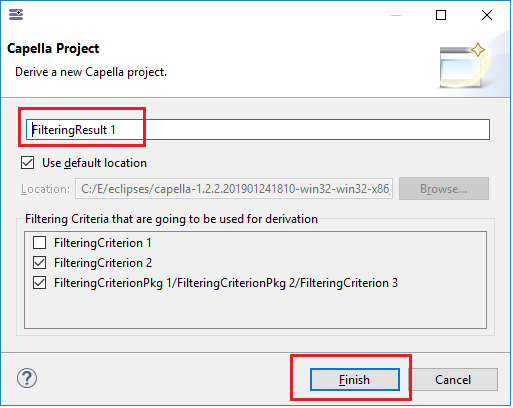 Capella Project
Derive a new Capella project.
FilteringResult 1
Use default location
Location: C:/E/eclipses/capella-1.2.2.201901241810-win32-win32-x86_ Browse...
Filtering Criteria that are going to be used for derivation
FilteringCriterion 1
FilteringCriterion 2
FilteringCriterionPkg 1/FilteringCriterionPkg 2/FilteringCriterion 3
? Finish Cancel